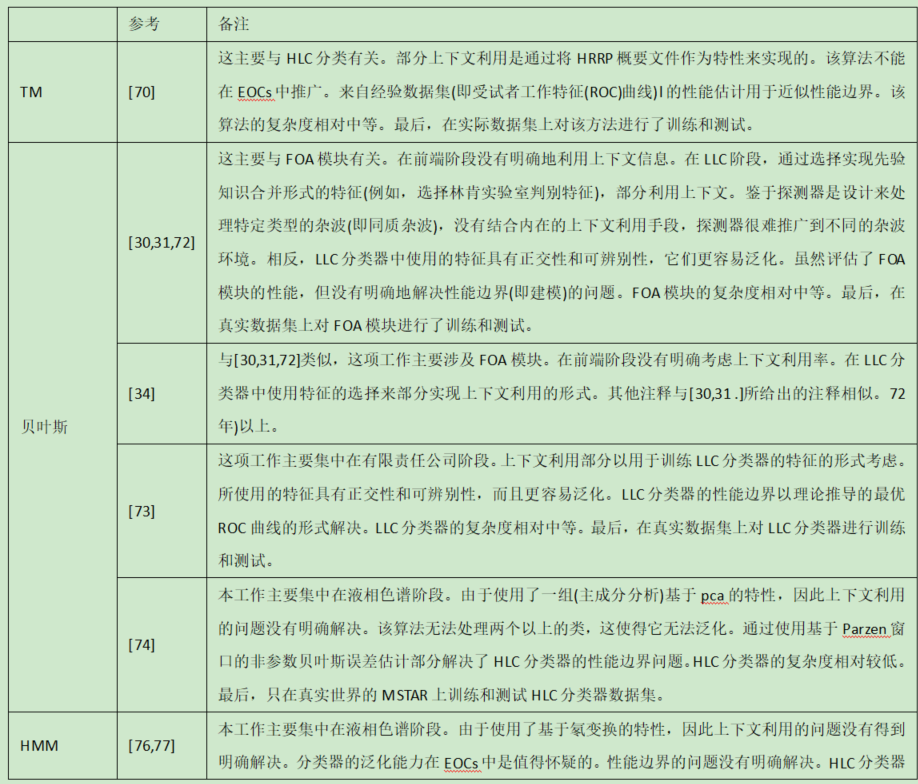 参考 备注
TM [70] 这主要与 HLC 分类有关。部分上下文利用是通过将 HRRP 概要文件作为特性来实现的。该算法不能
在 EOCs 中推广。来自经验数据集(即受试者工作特征(ROC)曲线)l 的性能估计用于近似性能边界。该
算法的复杂度相对中等。最后，在实际数据集上对该方法进行了训练和测试。
贝叶斯 [30,31,72] 这主要与 FOA 模块有关。在前端阶段没有明确地利用上下文信息。在 LLC 阶段，通过选择实现先验
知识合并形式的特征(例如，选择林肯实验室判别特征)，部分利用上下文。鉴于探测器是设计来处
理特定类型的杂波(即同质杂波)，没有结合内在的上下文利用手段，探测器很难推广到不同的杂波
环境。相反，LLC 分类器中使用的特征具有正交性和可辨别性，它们更容易泛化。虽然评估了 FOA
模块的性能，但没有明确地解决性能边界(即建模)的问题。FOA 模块的复杂度相对中等。最后，在
真实数据集上对 FOA 模块进行了训练和测试。
[34] 与[30,31,72]类似，这项工作主要涉及 FOA 模块。在前端阶段没有明确考虑上下文利用率。在 LLC 分
类器中使用特征的选择来部分实现上下文利用的形式。其他注释与[30,31 .]所给出的注释相似。72
年)以上。
[73] 这项工作主要集中在有限责任公司阶段。上下文利用部分以用于训练 LLC 分类器的特征的形式考虑。
所使用的特征具有正交性和可辨别性，而且更容易泛化。LLC 分类器的性能边界以理论推导的最优
ROC 曲线的形式解决。LLC 分类器的复杂度相对中等。最后，在真实数据集上对 LLC 分类器进行训练
和测试。
[74] 本工作主要集中在液相色谱阶段。由于使用了一组(主成分分析)基于 pca 的特性，因此上下文利用
的问题没有明确解决。该算法无法处理两个以上的类，这使得它无法泛化。通过使用基于 Parzen 窗
口的非参数贝叶斯误差估计部分解决了 HLC 分类器的性能边界问题。HLC 分类器的复杂度相对较低。
最后，只在真实世界的 MSTAR 上训练和测试 HLC 分类器数据集。
HMM [76,77] 本工作主要集中在液相色谱阶段。由于使用了基于氡变换的特性，因此上下文利用的问题没有得到
明确解决。分类器的泛化能力在 EOCs 中是值得怀疑的。性能边界的问题没有明确解决。HLC 分类器